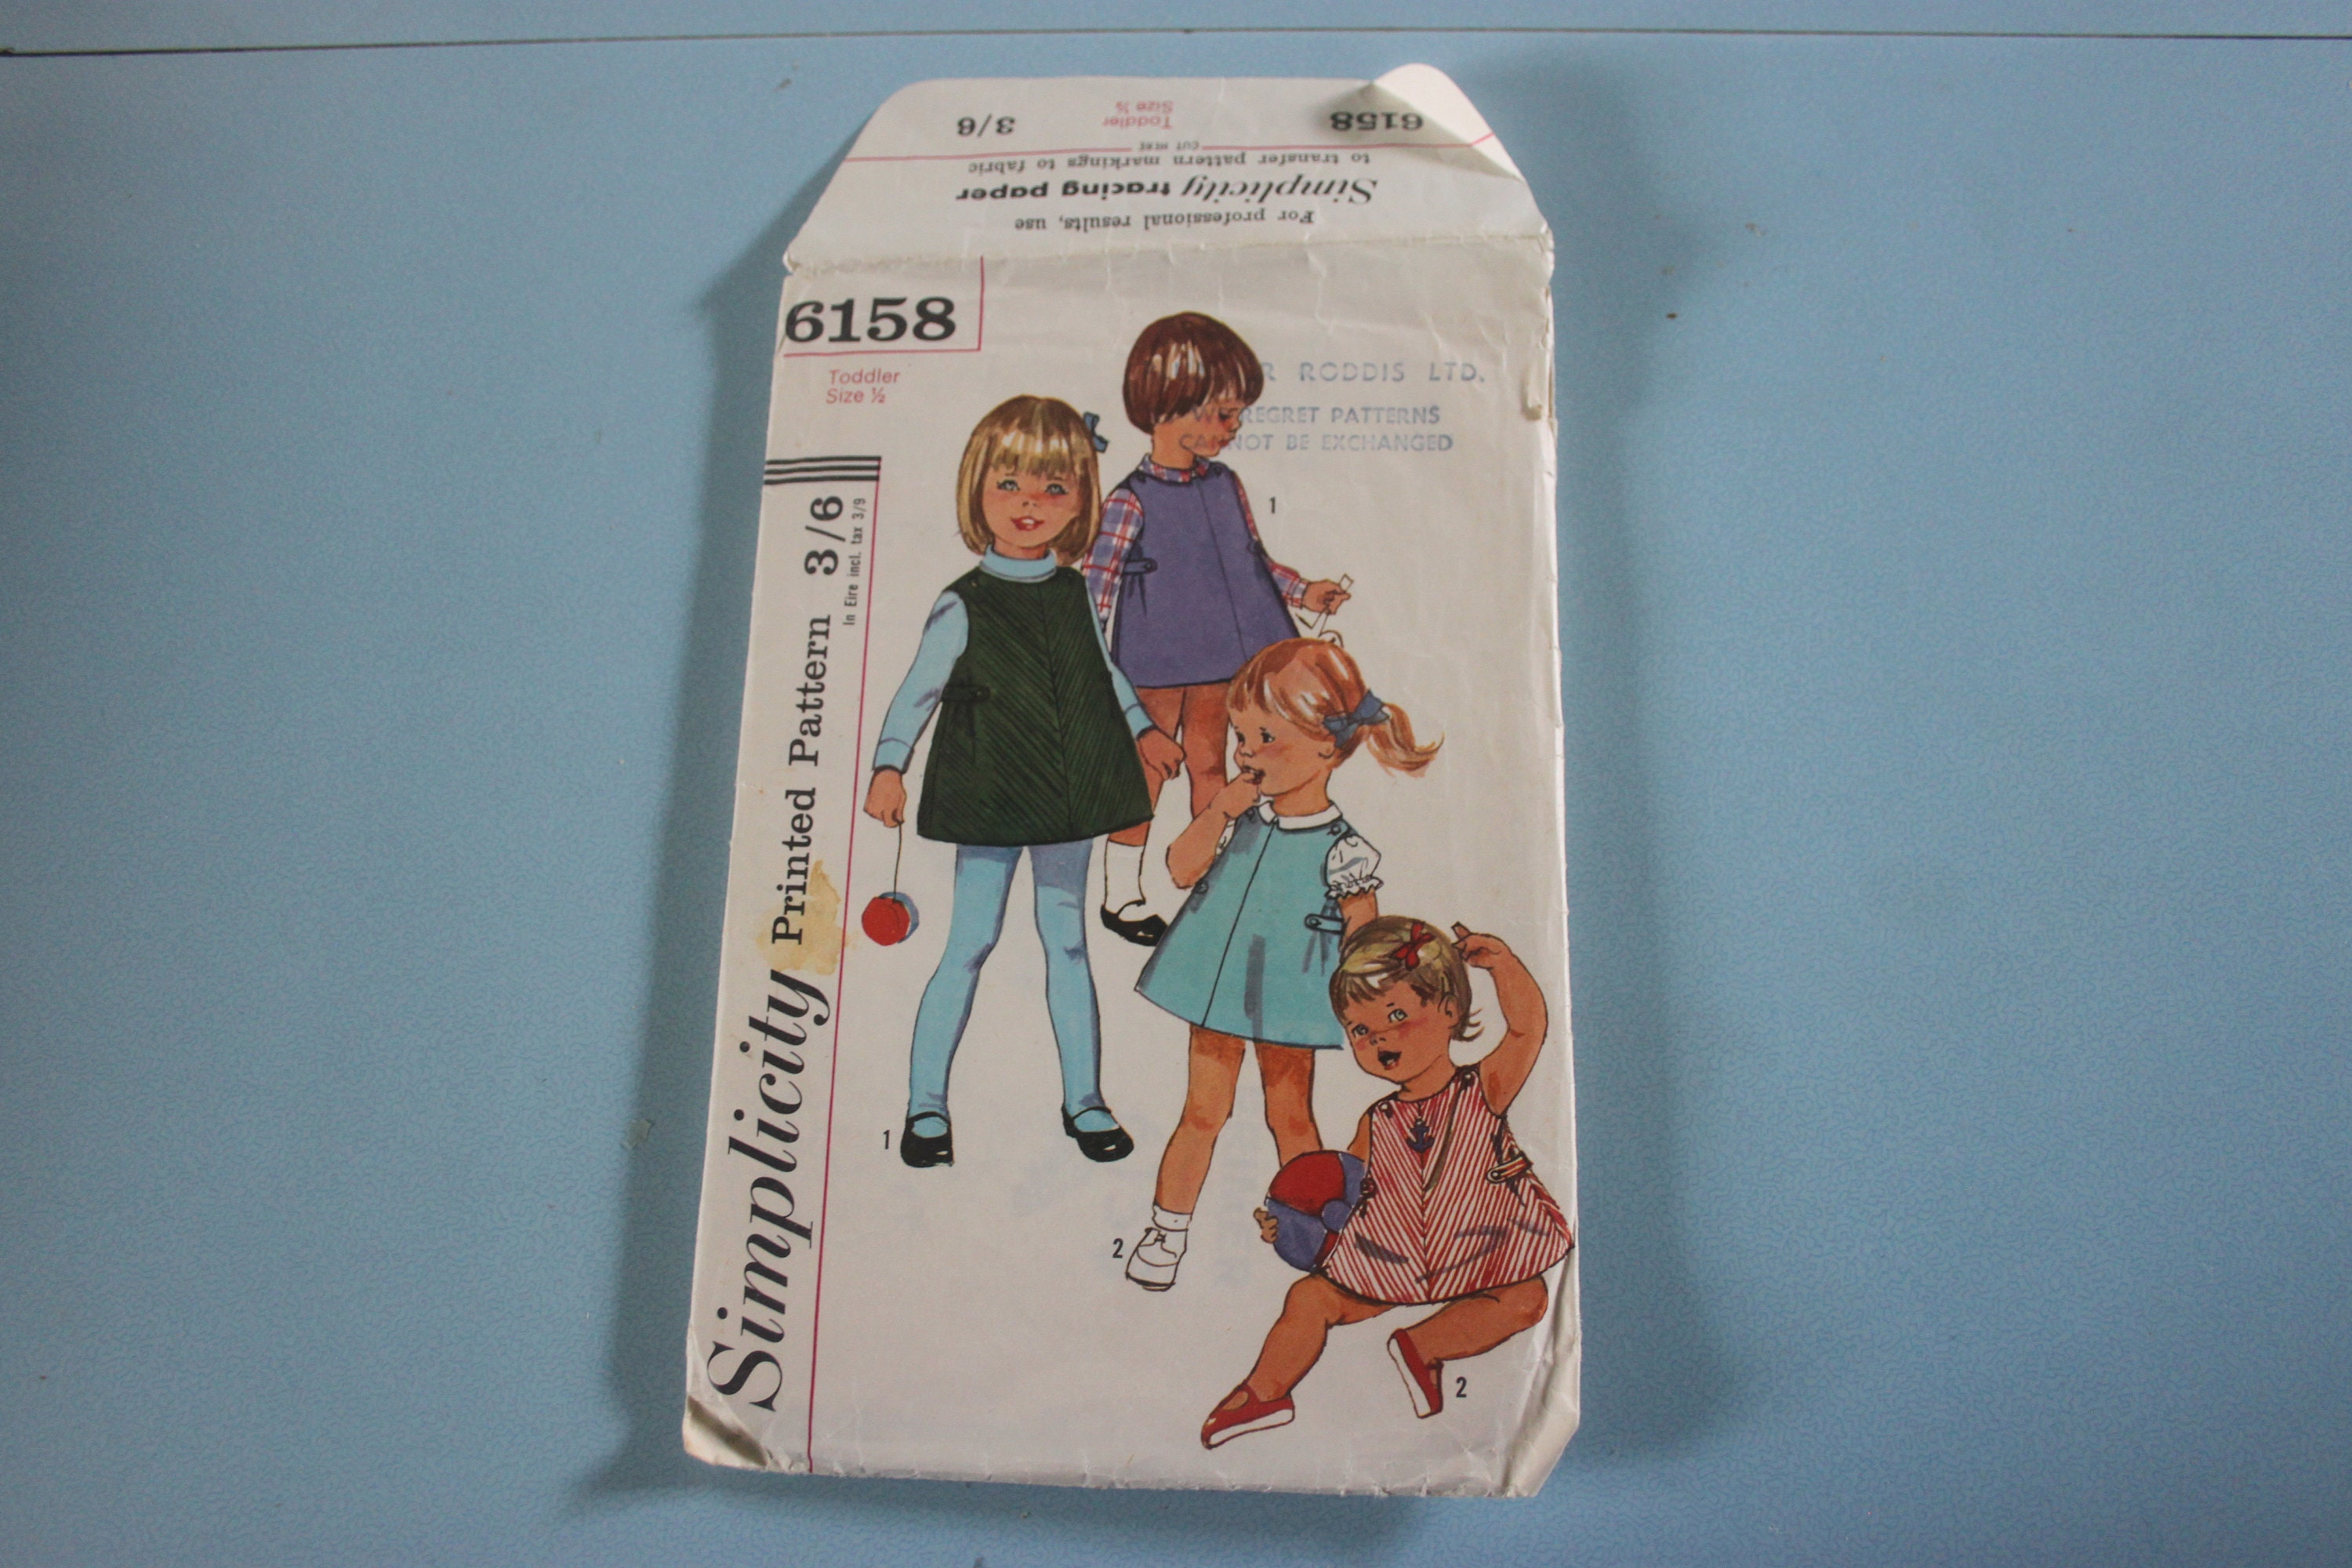 6158
Toddler
Size ½
3/6
CUT HERE
to transfer pattern markings to fabric
Simplicity tracing paper
For professional results, use
6158
Toddler
Size ½
Simplicity Printed Pattern 3/6
In Eire incl. tax 3/9
R RODDIS LTD.
WE REGRET PATTERNS
CANNOT BE EXCHANGED
1
1
2
2